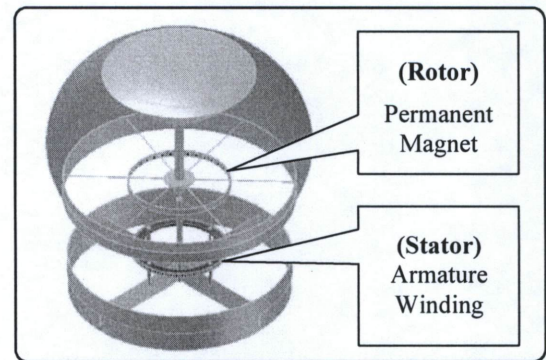 (Rotor)
Permanent
Magnet
(Stator)
Armature
Winding